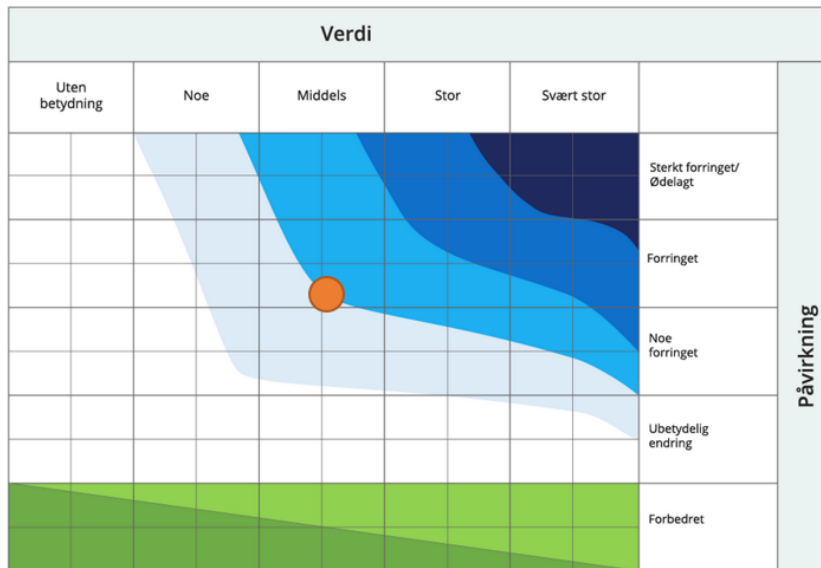 Verdi
Uten
betydning
Noe
Middels
Stor
Svært stor
Sterkt forringet/
Ødelagt
Forringet
Noe
forringet
Ubetydelig
endring
Forbedret
Påvirkning